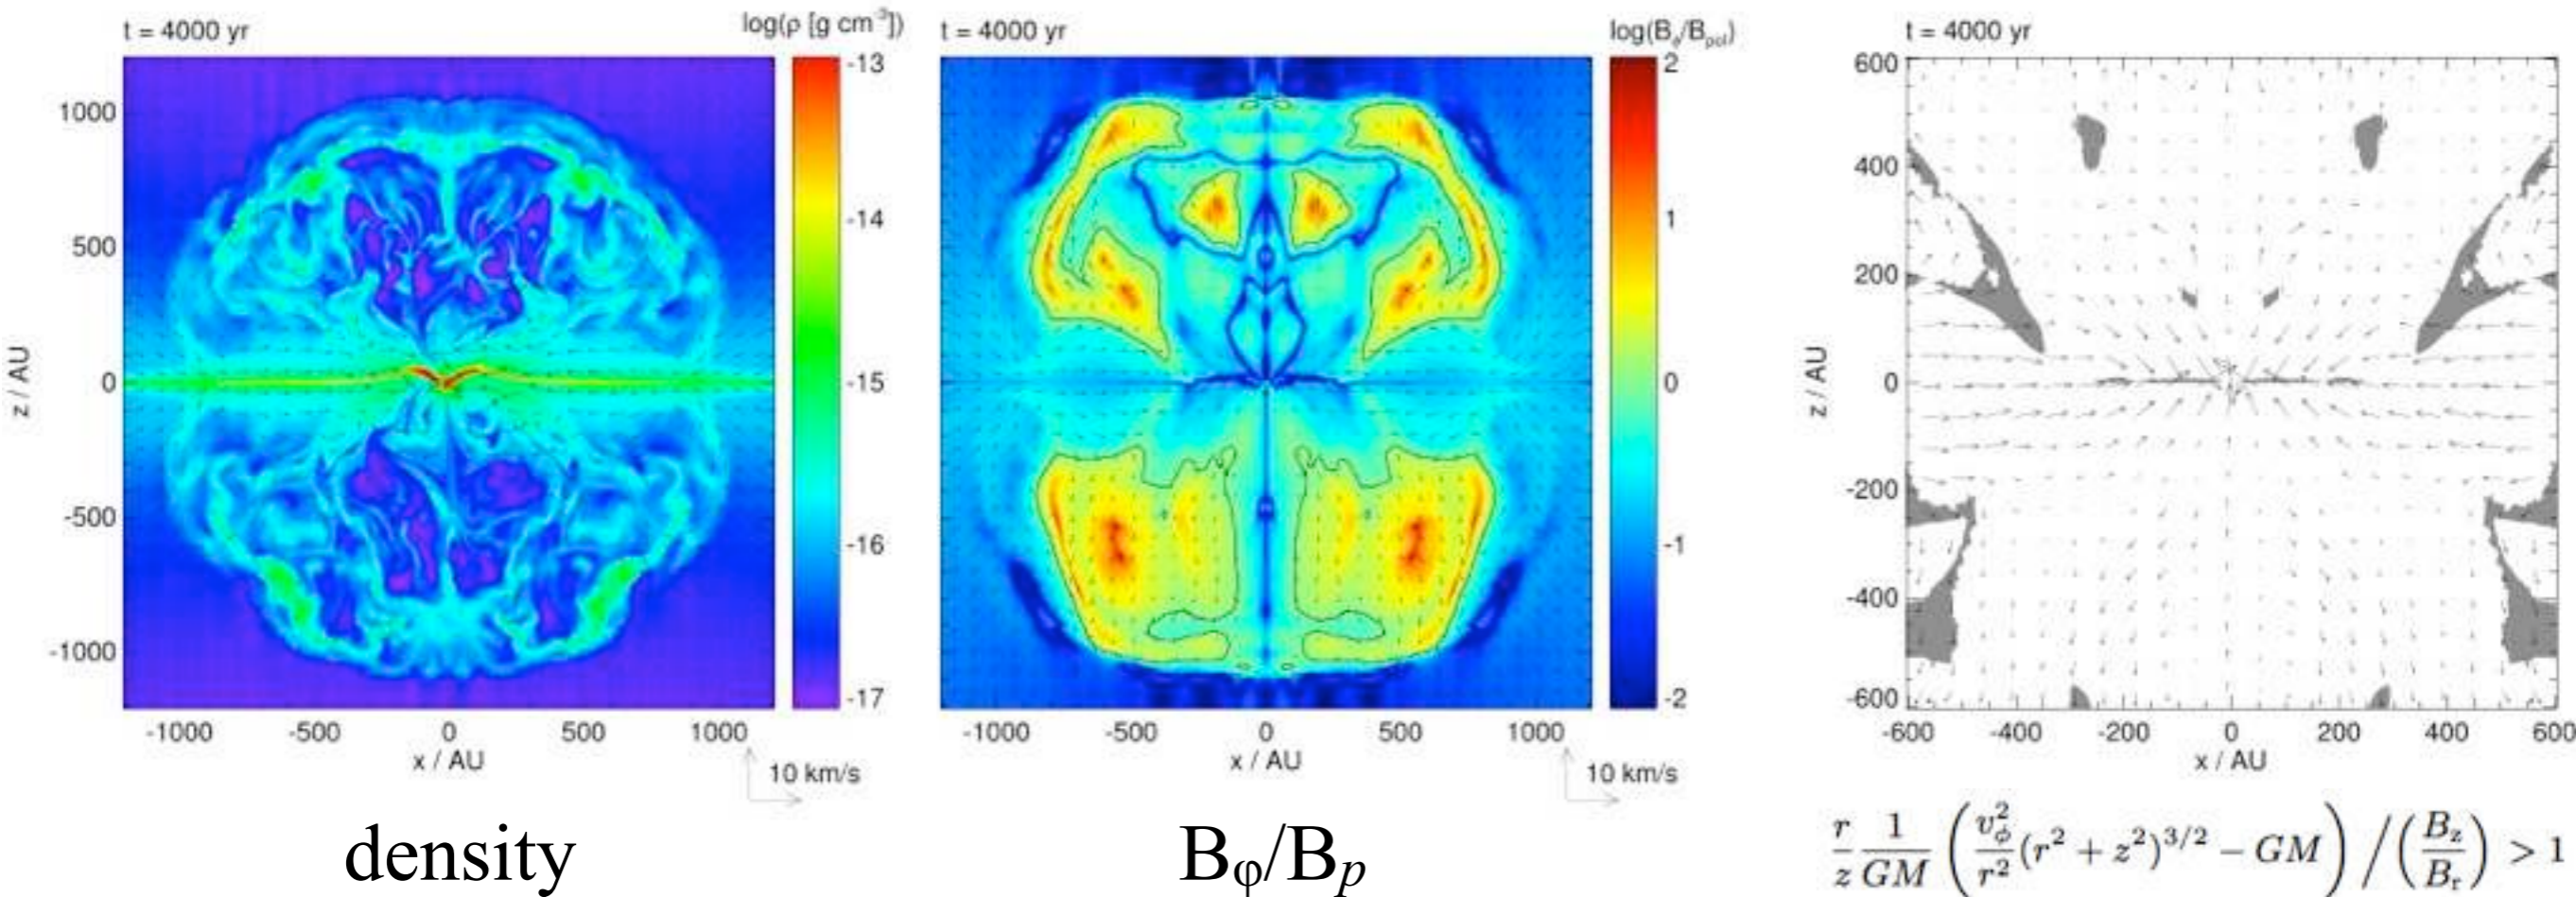 t = 4000 yr
log(ρ [g cm⁻³])
-13
-14
-15
-16
-17
1000
500
0
-500
-1000
z / AU
-1000 -500 0 500 1000
x / AU
10 km/s
density
t = 4000 yr
log(B_φ/B_pol)
2
1
0
-1
-2
-1000 -500 0 500 1000
x / AU
10 km/s
B_φ/B_p
t = 4000 yr
600
400
200
0
-200
-400
-600
z / AU
-600 -400 -200 0 200 400 600
x / AU
r/z 1/GM (v_φ²/r² (r² + z²)^{3/2} − GM) / (B_z/B_r) > 1